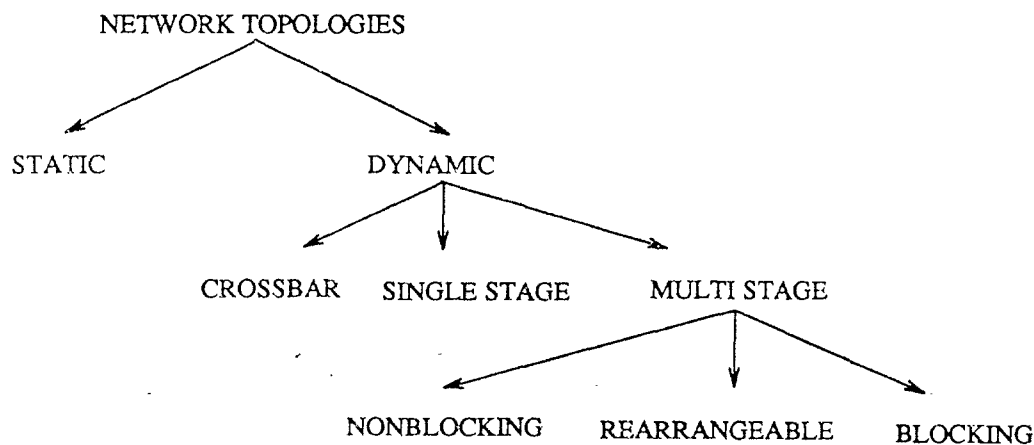 NETWORK TOPOLOGIES
STATIC DYNAMIC
CROSSBAR SINGLE STAGE MULTI STAGE
NONBLOCKING REARRANGEABLE BLOCKING